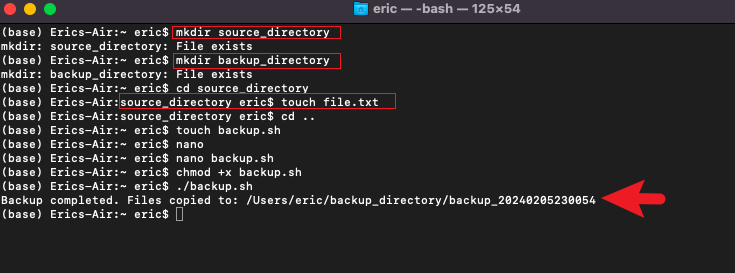 eric — -bash — 125×54
(base) Erics-Air:~ eric$ mkdir source_directory
mkdir: source_directory: File exists
(base) Erics-Air:~ eric$ mkdir backup_directory
mkdir: backup_directory: File exists
(base) Erics-Air:~ eric$ cd source_directory
(base) Erics-Air:source_directory eric$ touch file.txt
(base) Erics-Air:source_directory eric$ cd ..
(base) Erics-Air:~ eric$ touch backup.sh
(base) Erics-Air:~ eric$ nano
(base) Erics-Air:~ eric$ nano backup.sh
(base) Erics-Air:~ eric$ chmod +x backup.sh
(base) Erics-Air:~ eric$ ./backup.sh
Backup completed. Files copied to: /Users/eric/backup_directory/backup_20240205230054
(base) Erics-Air:~ eric$